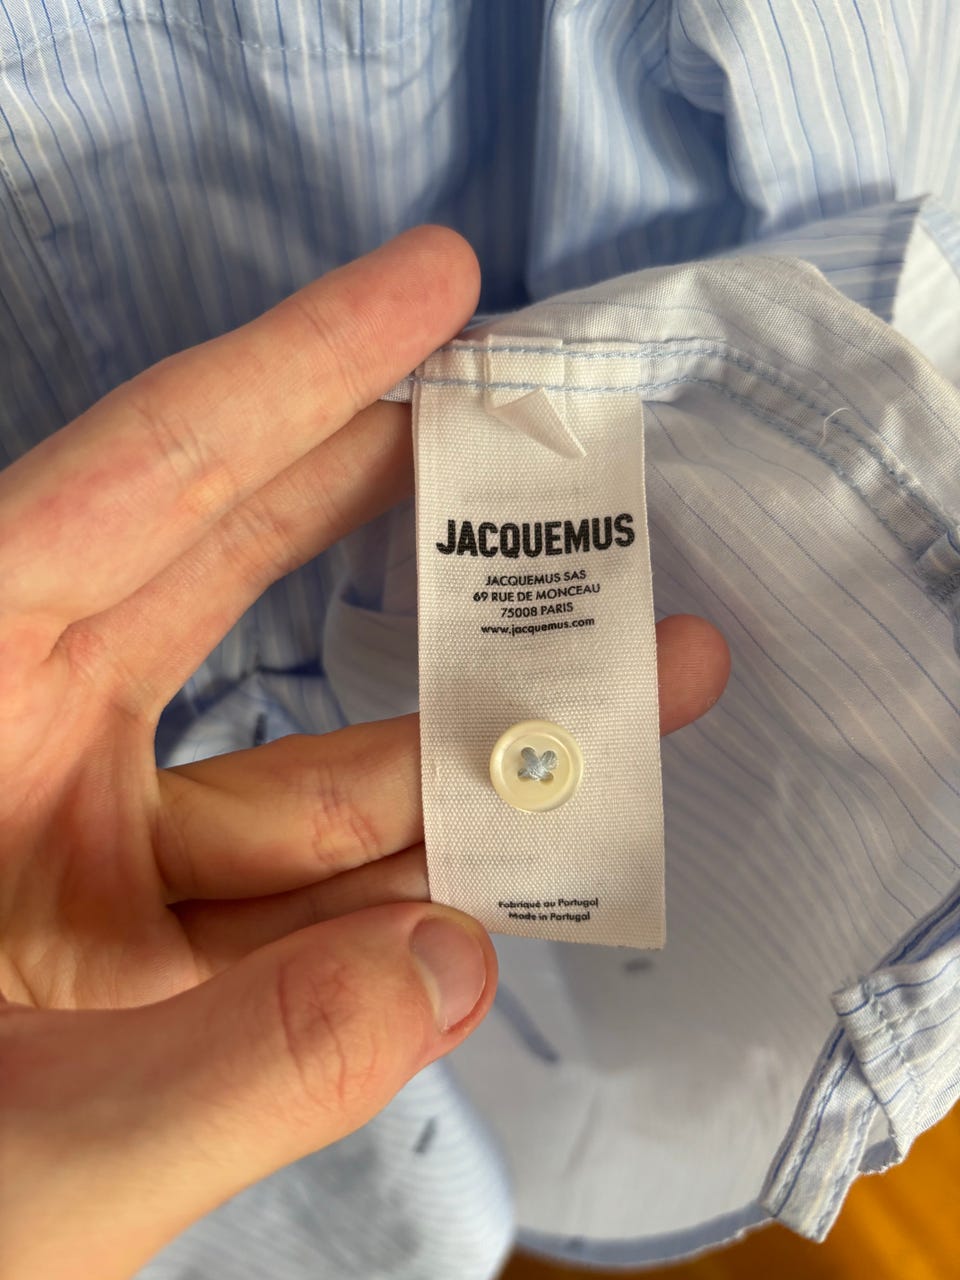 JACQUEMUS
JACQUEMUS SAS
69 RUE DE MONCEAU
75008 PARIS
www.jacquemus.com
Fabriqué au Portugal
Made in Portugal